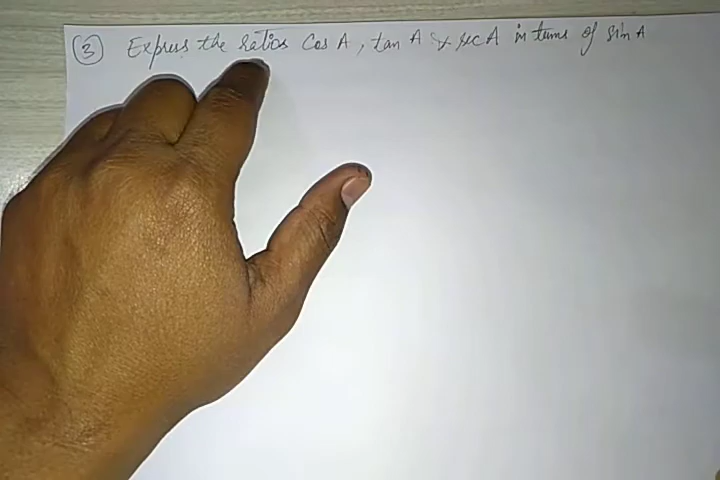 (3) Express the ratios Cos A, tan A & sec A in terms of sin A